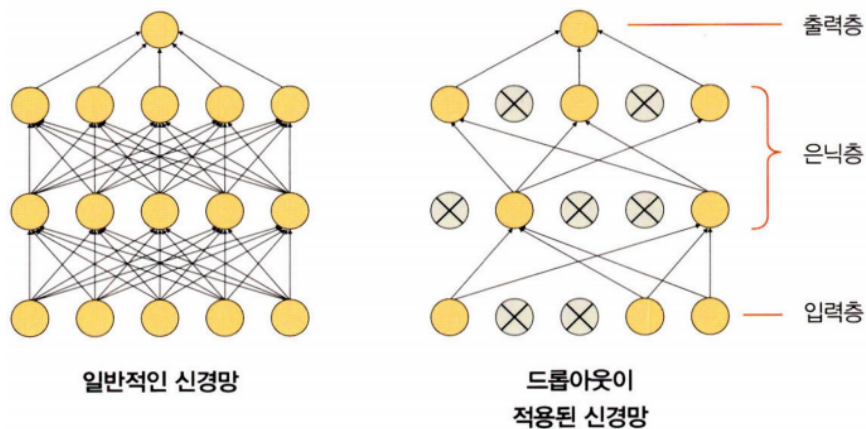 출력층
은닉층
입력층
일반적인 신경망
드롭아웃이
적용된 신경망